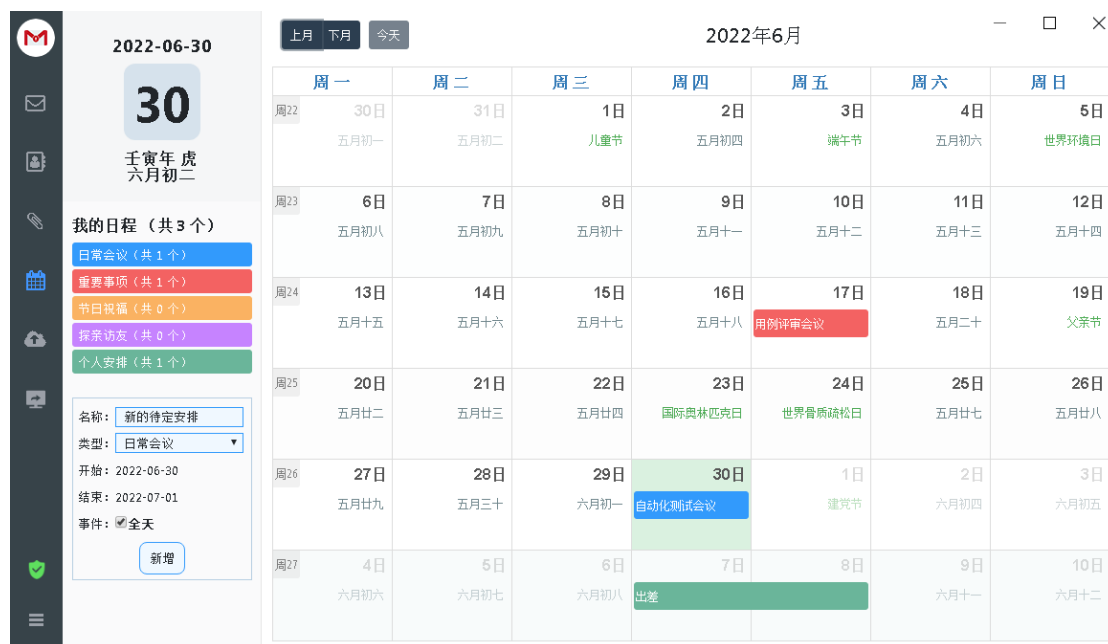 2022-06-30
30
壬寅年 虎
六月初二
我的日程 （共 3 个）
日常会议（共 1 个）
重要事项（共 1 个）
节日祝福（共 0 个）
探亲访友（共 0 个）
个人安排（共 1 个）
名称： 新的待定安排
类型： 日常会议
开始： 2022-06-30
结束： 2022-07-01
事件： 全天
新增
上月 下月 今天
2022年6月
周一 周二 周三 周四 周五 周六 周日
周22 30日 31日 1日 2日 3日 4日 5日
五月初一 五月初二 儿童节 五月初四 端午节 五月初六 世界环境日
周23 6日 7日 8日 9日 10日 11日 12日
五月初八 五月初九 五月初十 五月十一 五月十二 五月十三 五月十四
周24 13日 14日 15日 16日 17日 18日 19日
五月十五 五月十六 五月十七 五月十八 用例评审会议 五月二十 父亲节
周25 20日 21日 22日 23日 24日 25日 26日
五月廿二 五月廿三 五月廿四 国际奥林匹克日 世界骨质疏松日 五月廿七 五月廿八
周26 27日 28日 29日 30日 1日 2日 3日
五月廿九 五月三十 六月初一 自动化测试会议 建党节 六月初四 六月初五
周27 4日 5日 6日 7日 8日 9日 10日
六月初六 六月初七 六月初八 出差 六月十一 六月十二